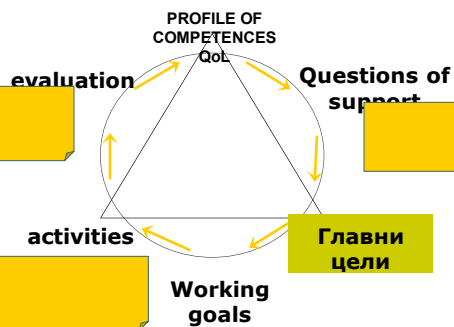 PROFILE OF
COMPETENCES
QoL
evaluation
Questions of
support
activities
Главни
цели
Working
goals